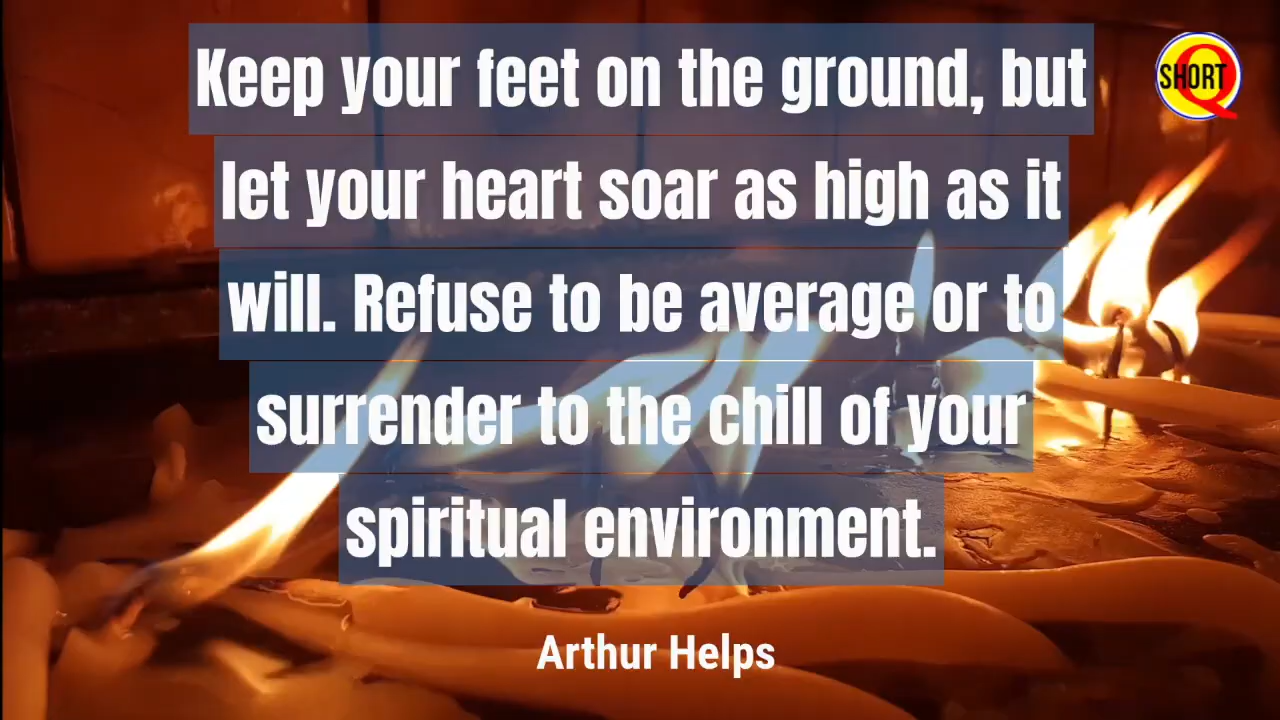 Keep your feet on the ground, but
let your heart soar as high as it
will. Refuse to be average or to
surrender to the chill of your
spiritual environment.
Arthur Helps
SHORT Q